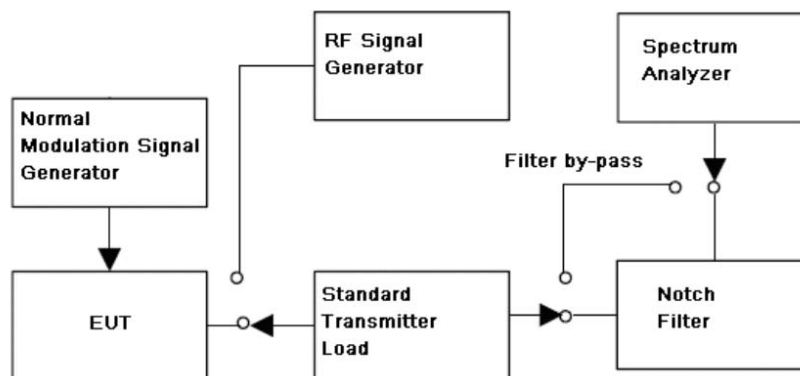 RF Signal
Generator
Spectrum
Analyzer
Normal
Modulation Signal
Generator
Filter by-pass
EUT
Standard
Transmitter
Load
Notch
Filter